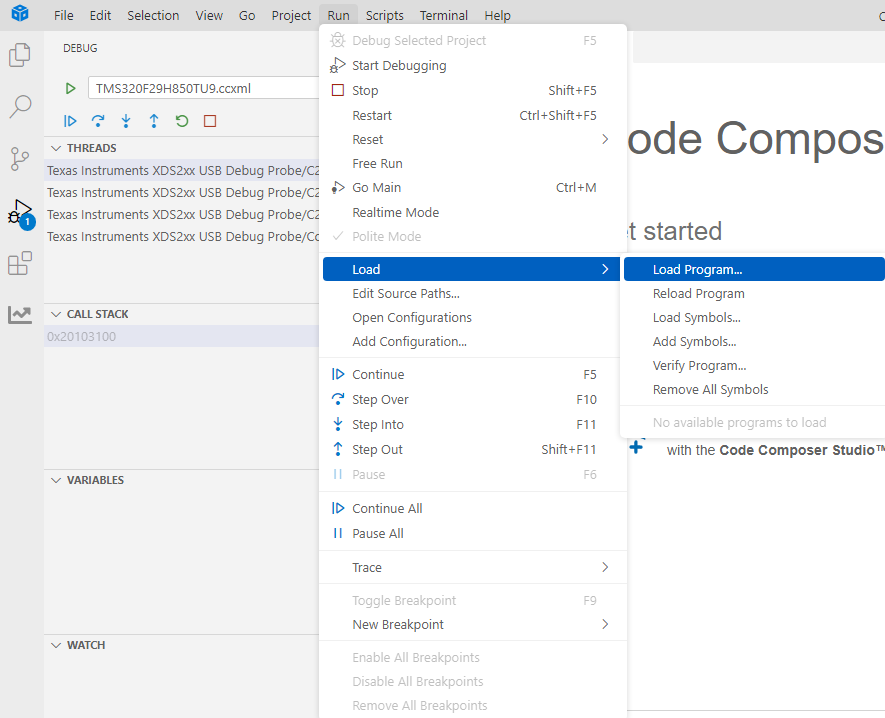 File Edit Selection View Go Project Run Scripts Terminal Help
DEBUG
TMS320F29H850TU9.ccxml
THREADS
Texas Instruments XDS2xx USB Debug Probe/C2
Texas Instruments XDS2xx USB Debug Probe/C2
Texas Instruments XDS2xx USB Debug Probe/C2
Texas Instruments XDS2xx USB Debug Probe/Co
CALL STACK
0x20103100
VARIABLES
WATCH
1
Debug Selected Project F5
Start Debugging
Stop Shift+F5
Restart Ctrl+Shift+F5
Reset
Free Run
Go Main Ctrl+M
Realtime Mode
Polite Mode
Load
Edit Source Paths...
Open Configurations
Add Configuration...
Continue F5
Step Over F10
Step Into F11
Step Out Shift+F11
Pause F6
Continue All
Pause All
Trace
Toggle Breakpoint F9
New Breakpoint
Enable All Breakpoints
Disable All Breakpoints
Remove All Breakpoints
Load Program...
Reload Program
Load Symbols...
Add Symbols...
Verify Program...
Remove All Symbols
No available programs to load
ode Compos
t started
with the Code Composer Studio™